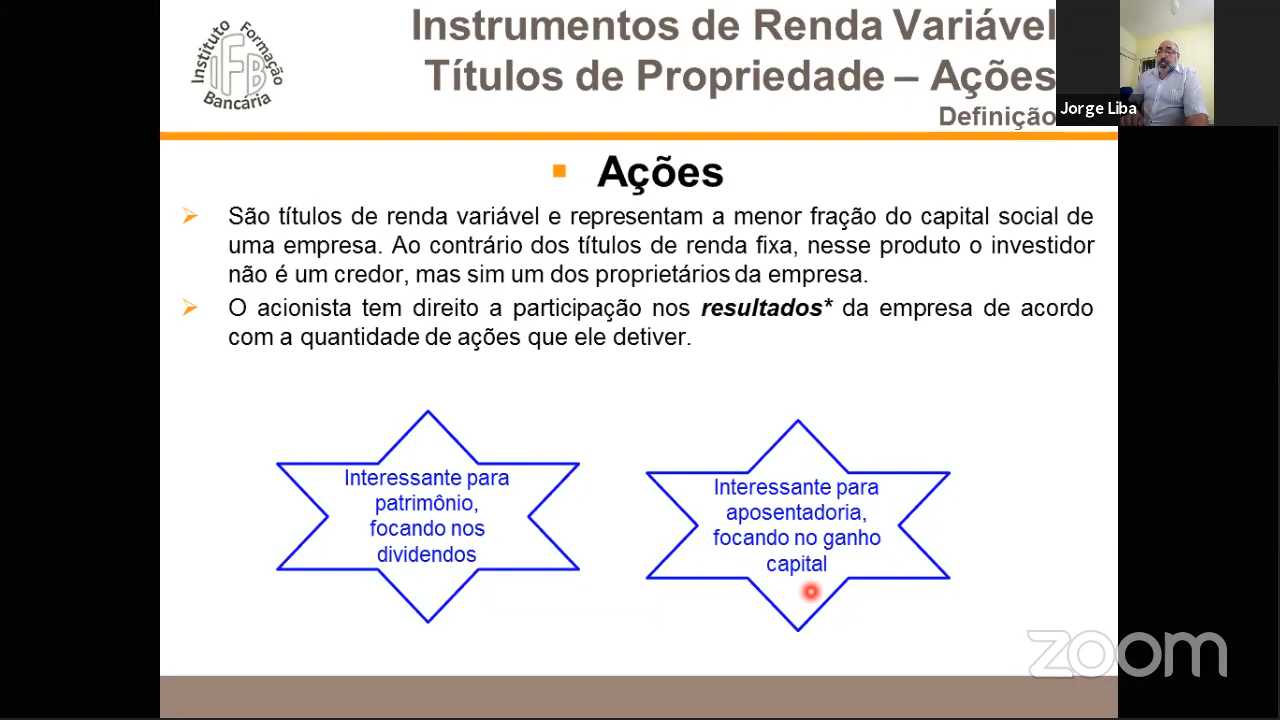 Instituto Formação
IFB
Bancária
Instrumentos de Renda Variável
Títulos de Propriedade – Ações
Definição
Jorge Liba
▪ Ações
São títulos de renda variável e representam a menor fração do capital social de
uma empresa. Ao contrário dos títulos de renda fixa, nesse produto o investidor
não é um credor, mas sim um dos proprietários da empresa.
O acionista tem direito a participação nos resultados* da empresa de acordo
com a quantidade de ações que ele detiver.
Interessante para
patrimônio,
focando nos
dividendos
Interessante para
aposentadoria,
focando no ganho
capital
zoom